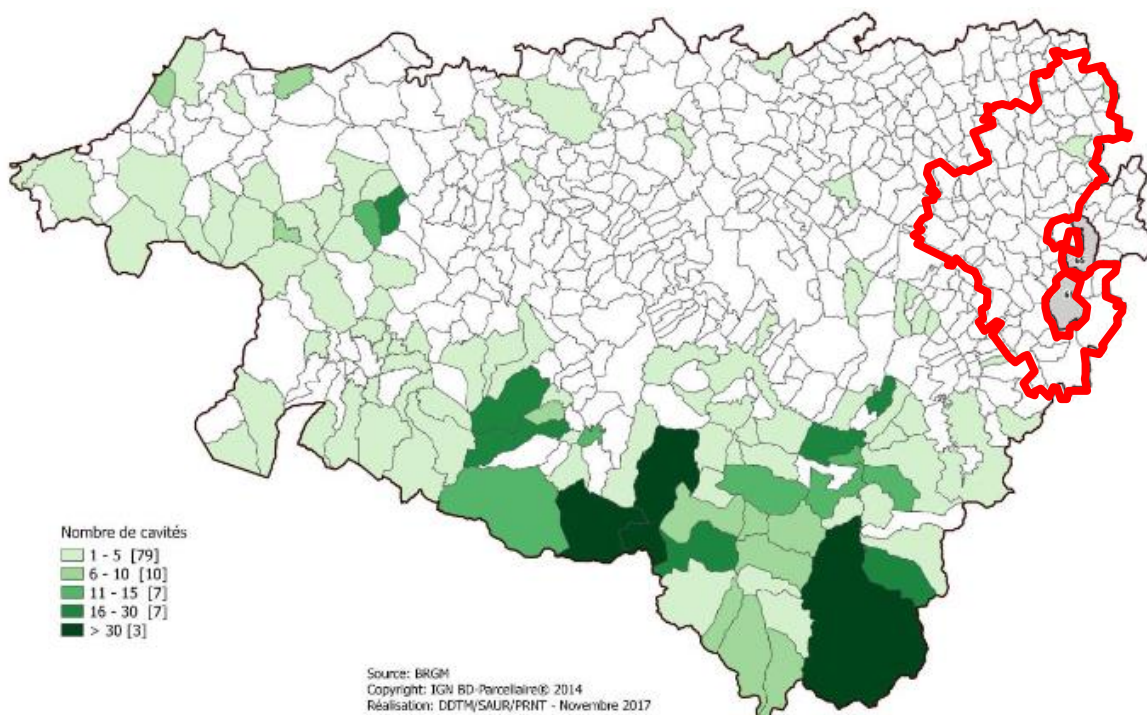 Nombre de cavités
1 - 5 [79]
6 - 10 [10]
11 - 15 [7]
16 - 30 [7]
> 30 [3]
Source: BRGM
Copyright: IGN BD-Parcellaire® 2014
Réalisation: DDTM/SAUR/PRNT - Novembre 2017